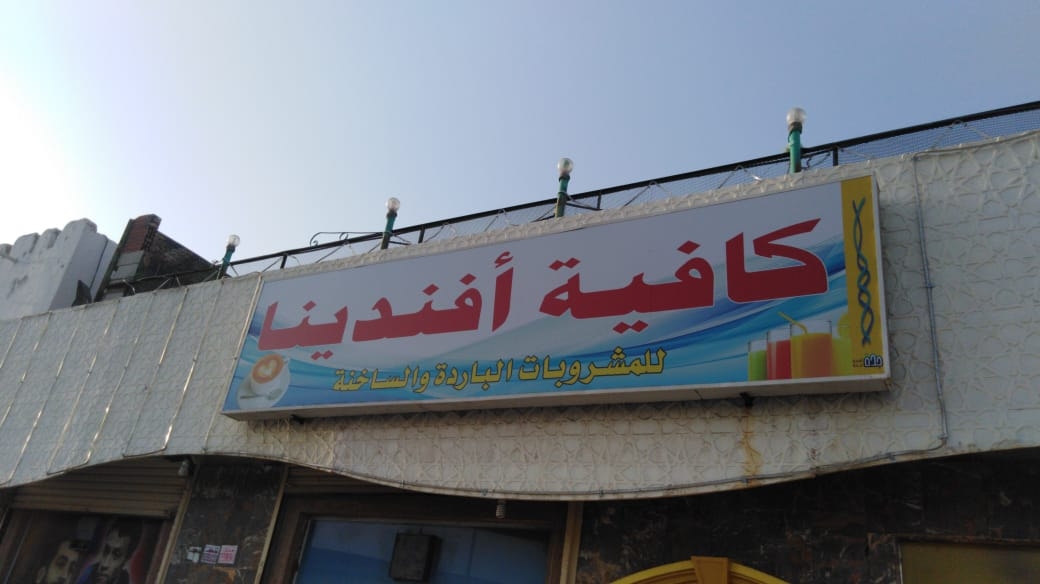 كافية أفندينا
للمشروبات الباردة والساخنة